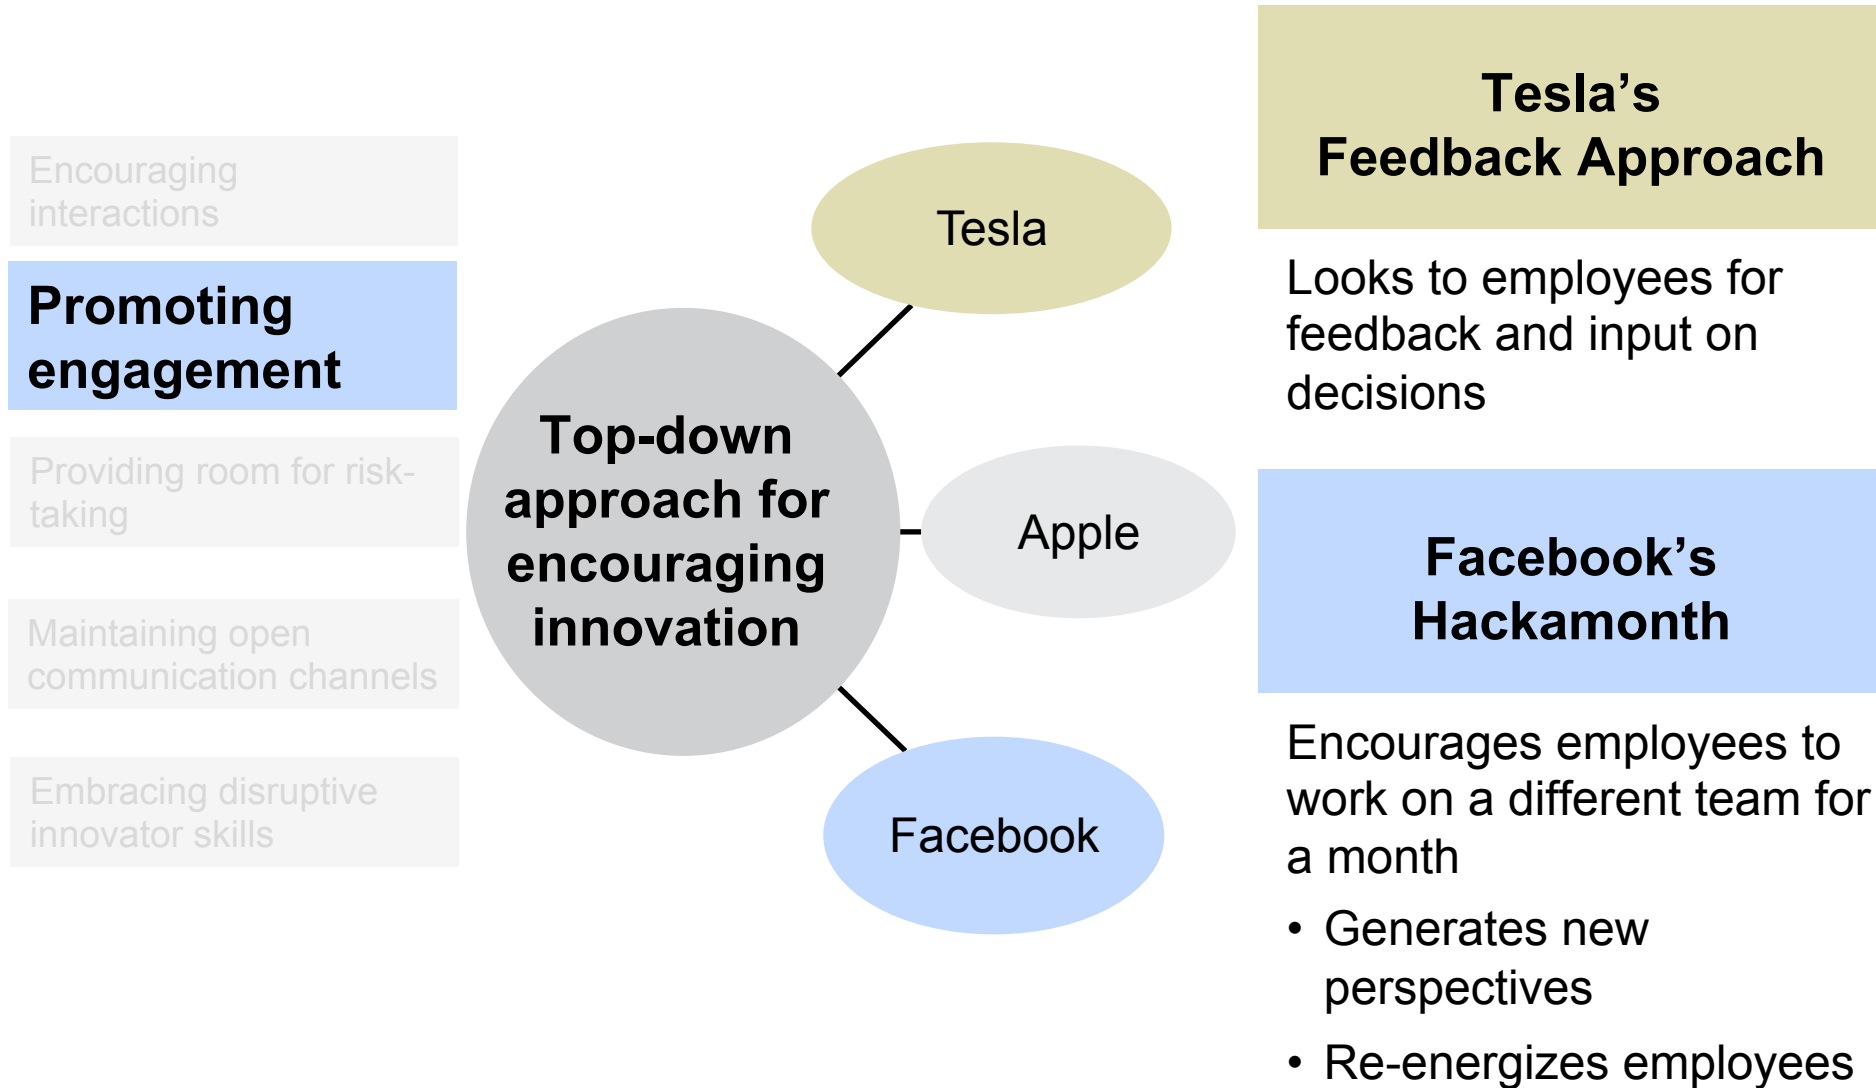 Encouraging
interactions
Promoting
engagement
Providing room for risk-
taking
Maintaining open
communication channels
Embracing disruptive
innovator skills
Top-down
approach for
encouraging
innovation
Tesla
Apple
Facebook
Tesla’s
Feedback Approach
Looks to employees for
feedback and input on
decisions
Facebook’s
Hackamonth
Encourages employees to
work on a different team for
a month
• Generates new
perspectives
• Re-energizes employees